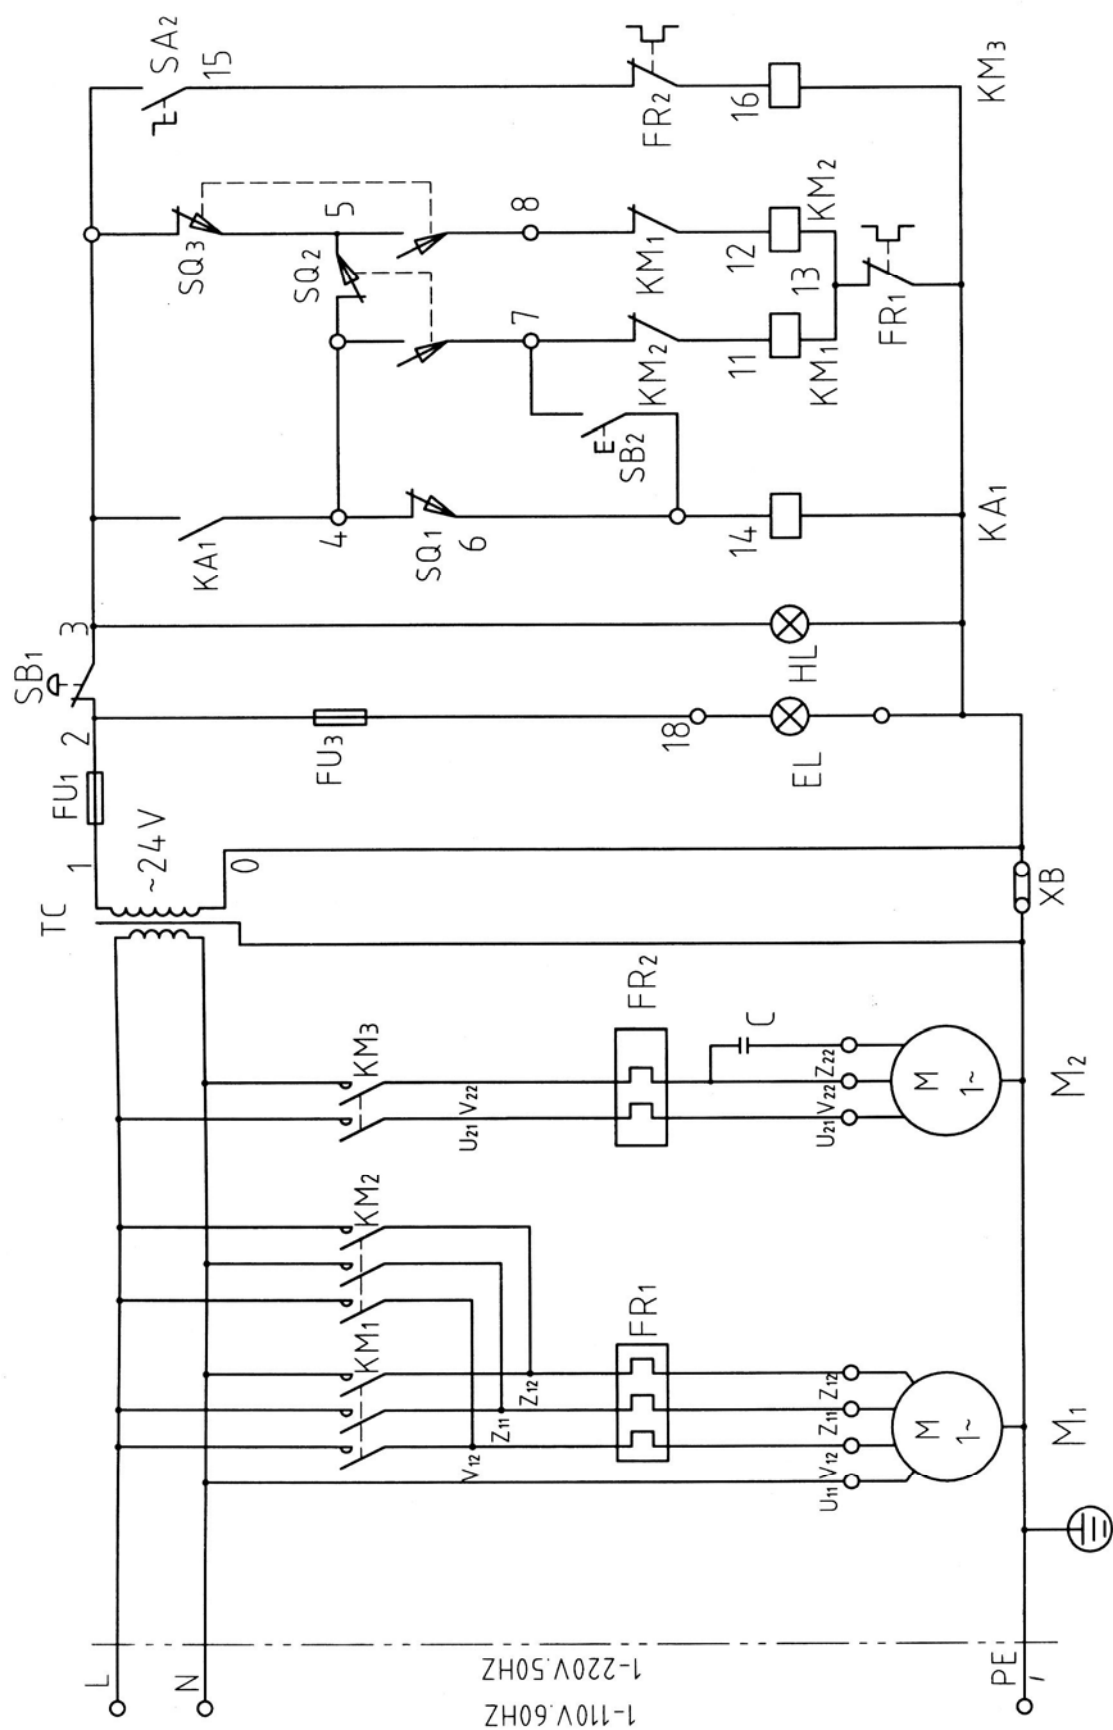 L
N
PE
1-220V.50HZ
1-110V.60HZ
KM1
KM2
KM3
V12
Z11
Z12
U21
V22
FR1
FR2
C
U11
V12
Z11
Z12
U21
V22
Z22
M
1~
M
1~
M1
M2
TC
~24V
1
0
FU1
2
SB1
3
FU3
18
EL
HL
XB
KA1
4
SQ1
6
14
KA1
SB2
SQ2
SQ3
5
7
8
KM2
KM1
11
12
KM1
KM2
13
FR1
SA2
15
FR2
16
KM3